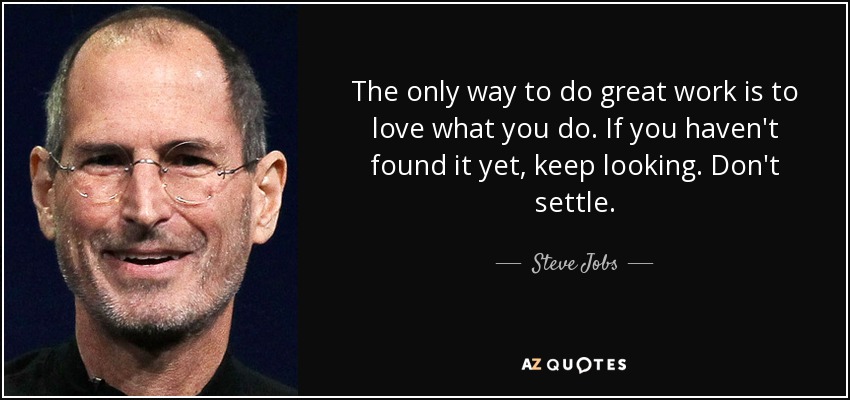 The only way to do great work is to
love what you do. If you haven't
found it yet, keep looking. Don't
settle.
Steve Jobs
AZ QUOTES